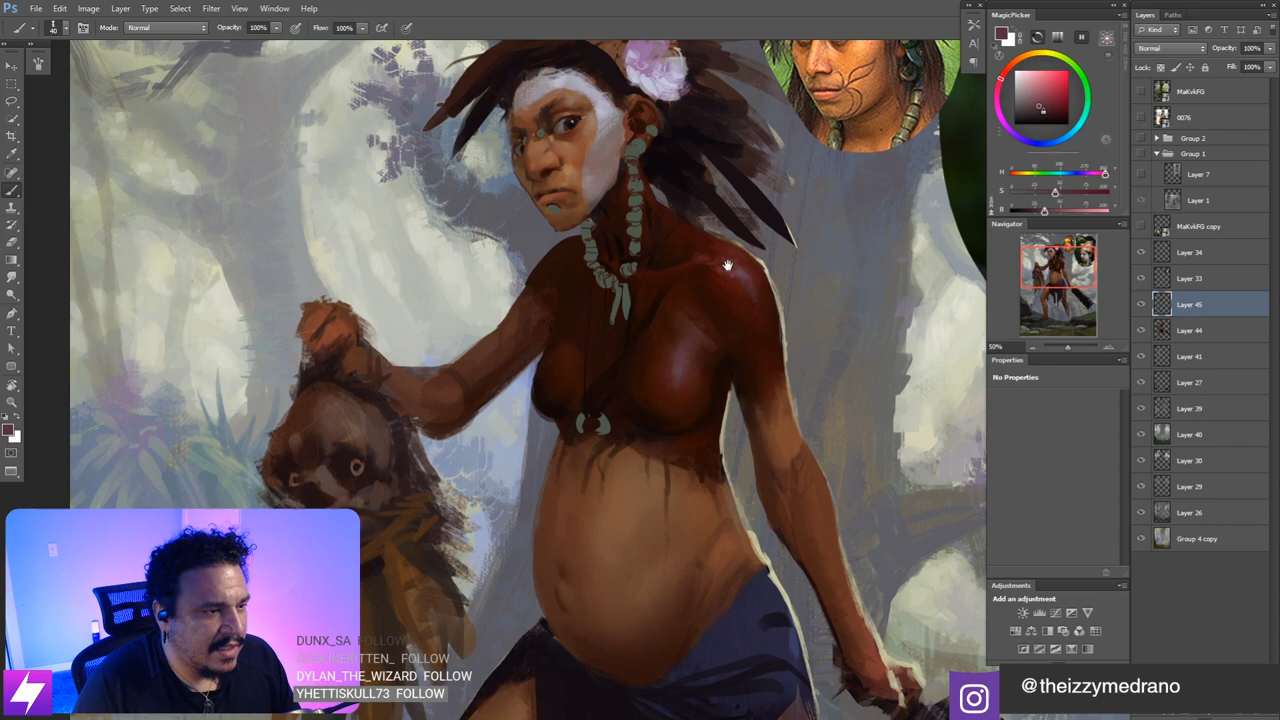 Ps File Edit Image Layer Type Select Filter View Window Help
40 Mode: Normal Opacity: 100% Flow: 100%
MagicPicker
H
H
S
B
Navigator
50%
Properties
No Properties
Adjustments
Add an adjustment
Layers Paths
Kind
Normal Opacity: 100%
Lock: Fill: 100%
MaKvkFG
0076
Group 2
Group 1
Layer 7
Layer 1
MaKvkFG copy
Layer 34
Layer 33
Layer 45
Layer 44
Layer 41
Layer 27
Layer 39
Layer 40
Layer 30
Layer 29
Layer 26
Group 4 copy
DUNX_SA FOLLOW
FOLLOW
DYLAN_THE_WIZARD FOLLOW
YHETTISKULL73 FOLLOW
@theizzymedrano